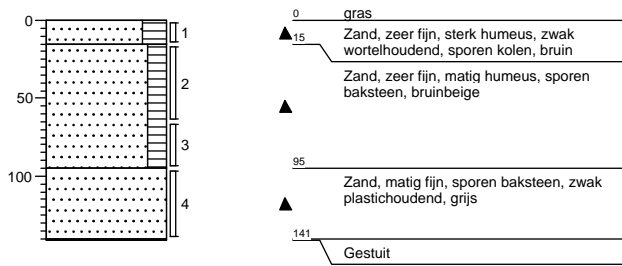 0
50
100
1
2
3
4
0 gras
15 Zand, zeer fijn, sterk humeus, zwak
wortelhoudend, sporen kolen, bruin
Zand, zeer fijn, matig humeus, sporen
baksteen, bruinbeige
95
Zand, matig fijn, sporen baksteen, zwak
plastichoudend, grijs
141
Gestuit